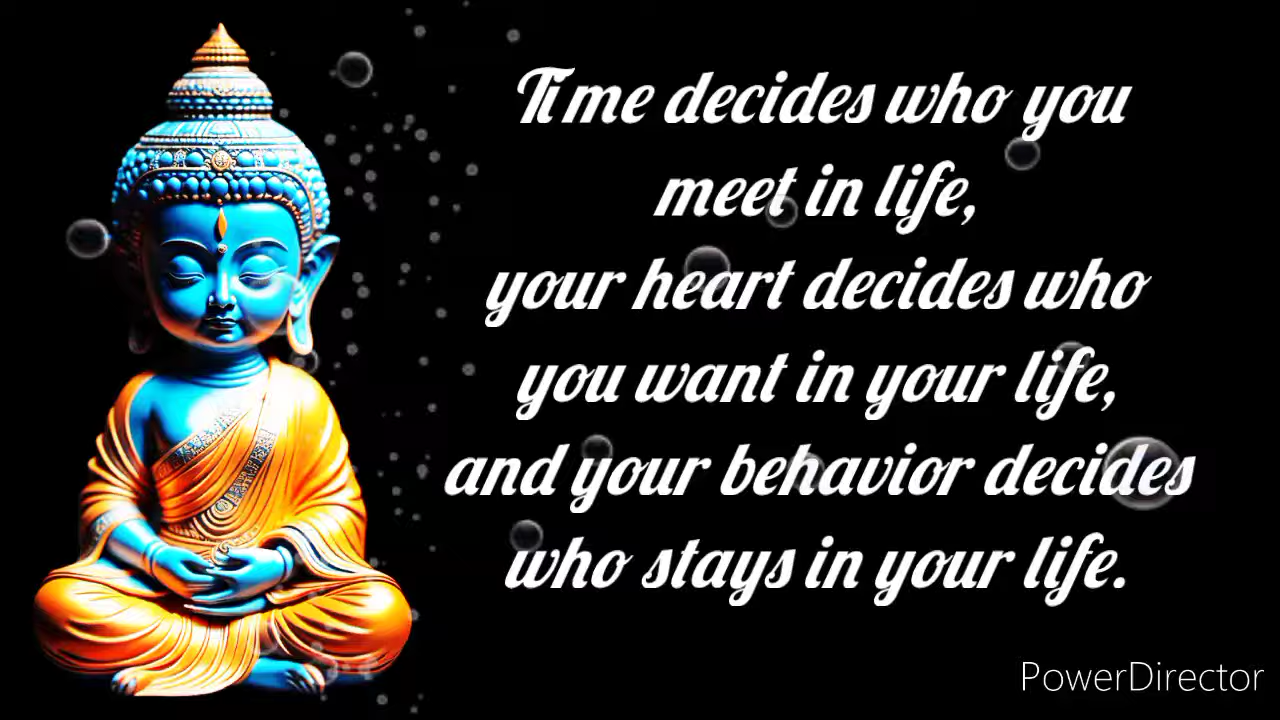 Time decides who you
meet in life,
your heart decides who
you want in your life,
and your behavior decides
who stays in your life.
PowerDirector